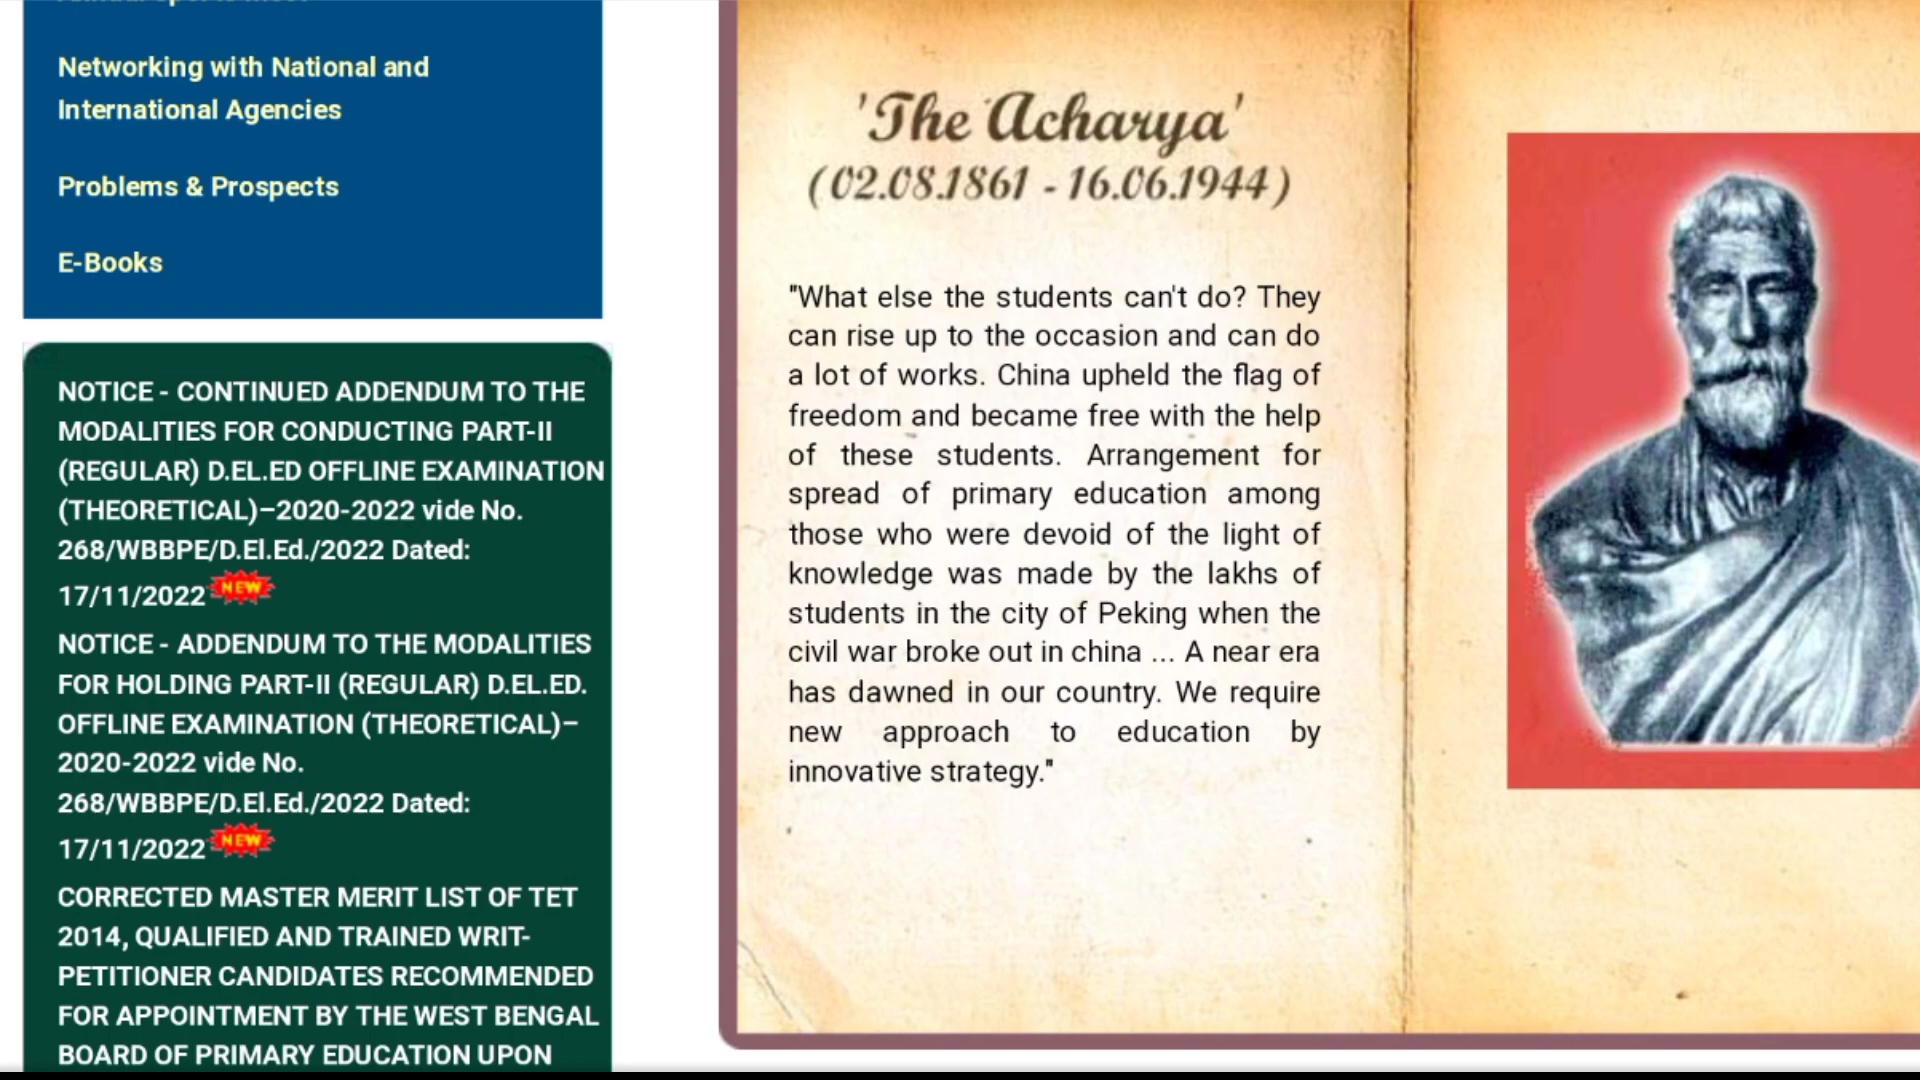 Networking with National and
International Agencies
Problems & Prospects
E-Books
NOTICE - CONTINUED ADDENDUM TO THE
MODALITIES FOR CONDUCTING PART-II
(REGULAR) D.EL.ED OFFLINE EXAMINATION
(THEORETICAL)–2020-2022 vide No.
268/WBBPE/D.El.Ed./2022 Dated:
17/11/2022 NEW
NOTICE - ADDENDUM TO THE MODALITIES
FOR HOLDING PART-II (REGULAR) D.EL.ED.
OFFLINE EXAMINATION (THEORETICAL)–
2020-2022 vide No.
268/WBBPE/D.El.Ed./2022 Dated:
17/11/2022 NEW
CORRECTED MASTER MERIT LIST OF TET
2014, QUALIFIED AND TRAINED WRIT-
PETITIONER CANDIDATES RECOMMENDED
FOR APPOINTMENT BY THE WEST BENGAL
BOARD OF PRIMARY EDUCATION UPON
'The Acharya'
(02.08.1861 - 16.06.1944)
"What else the students can't do? They
can rise up to the occasion and can do
a lot of works. China upheld the flag of
freedom and became free with the help
of these students. Arrangement for
spread of primary education among
those who were devoid of the light of
knowledge was made by the lakhs of
students in the city of Peking when the
civil war broke out in china ... A near era
has dawned in our country. We require
new approach to education by
innovative strategy."